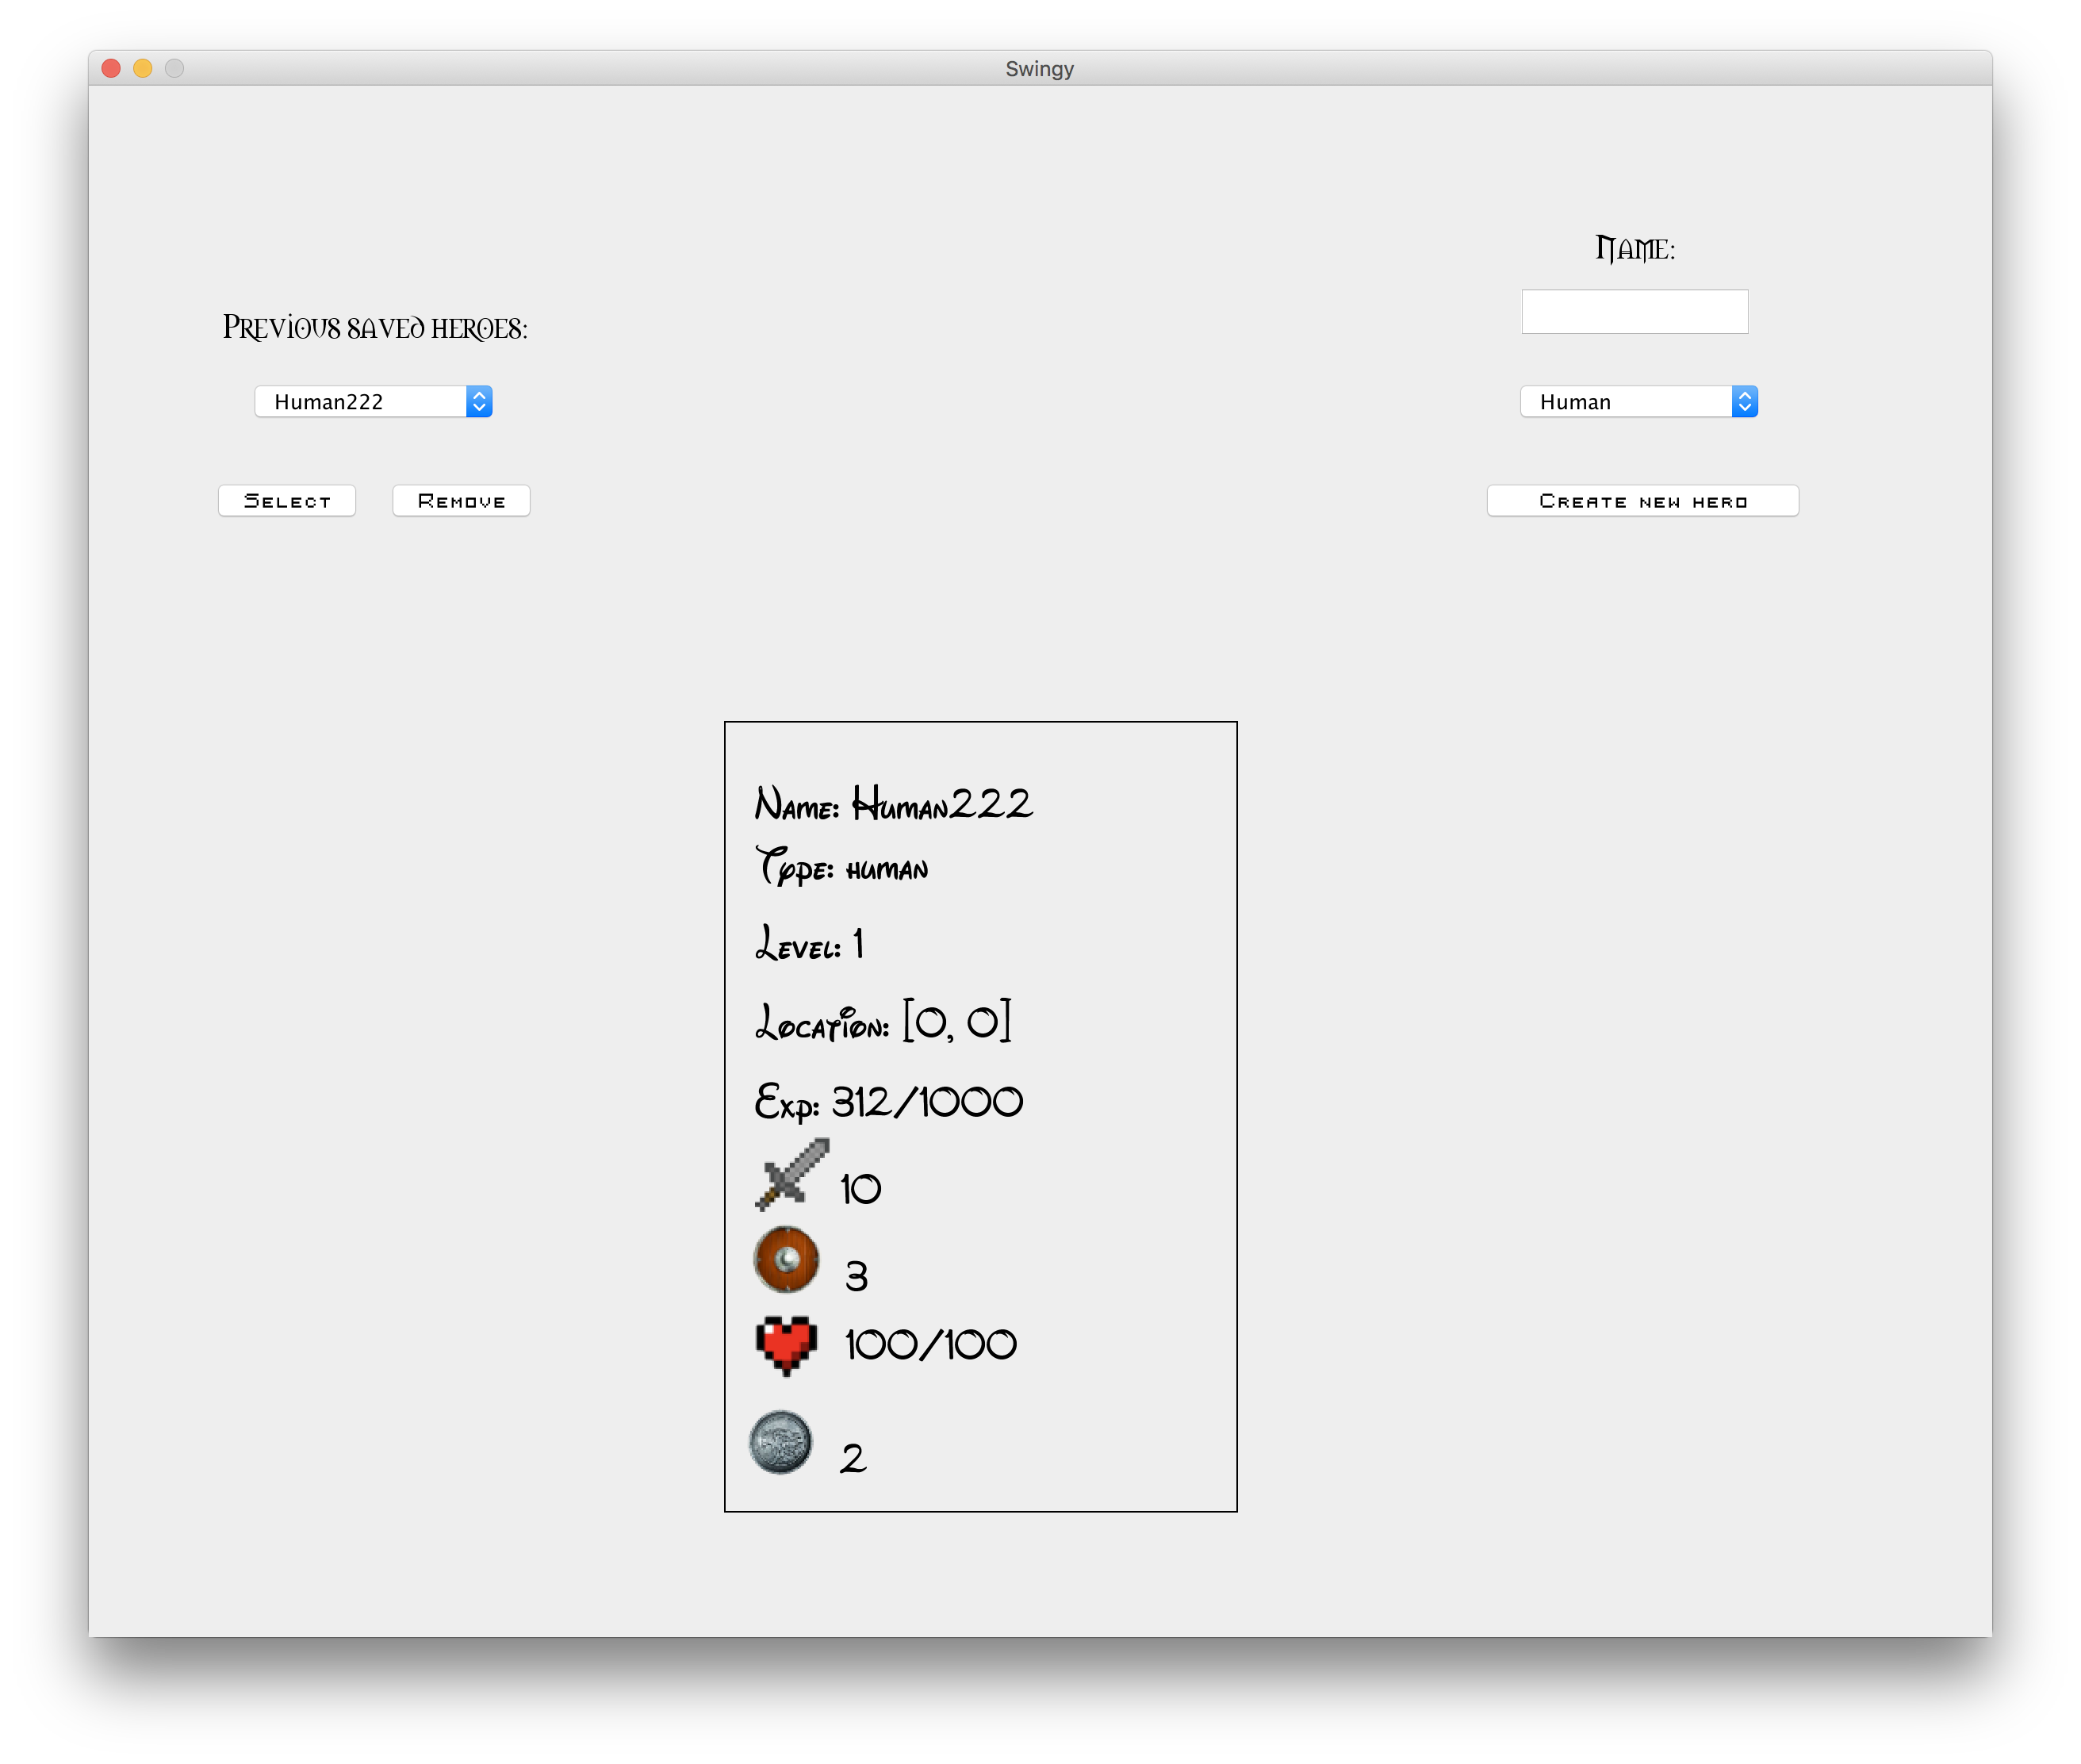 Swingy
Previous saved heroes:
Human222
Select
Remove
Name:
Human
Create new hero
Name: Human222
Type: human
Level: 1
Location: [0, 0]
Exp: 312/1000
10
3
100/100
2